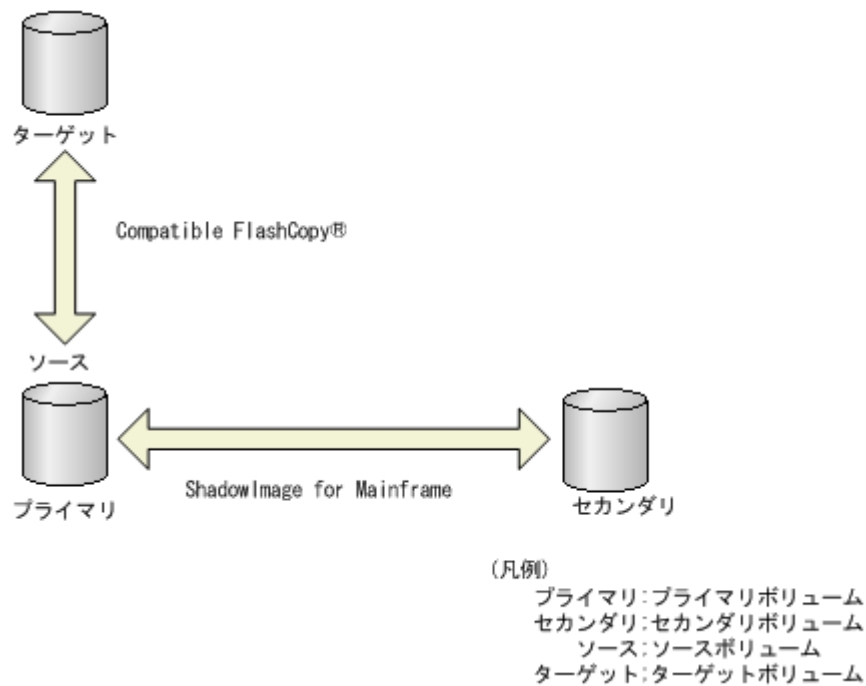 ターゲット
Compatible FlashCopy®
ソース
プライマリ
ShadowImage for Mainframe
セカンダリ
(凡例)
プライマリ:プライマリボリューム
セカンダリ:セカンダリボリューム
ソース:ソースボリューム
ターゲット:ターゲットボリューム